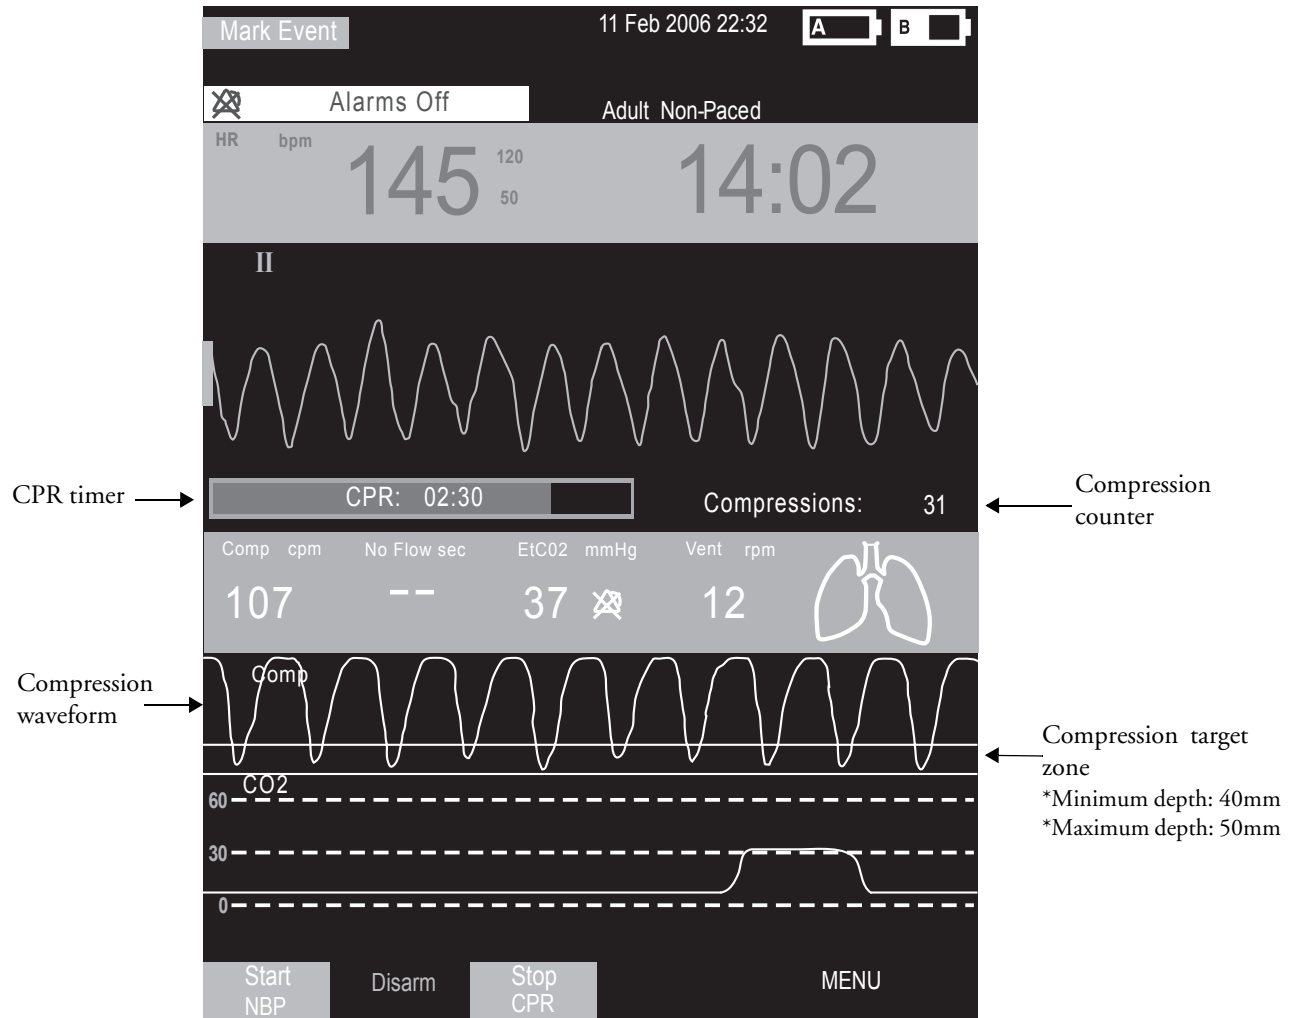 Mark Event
11 Feb 2006 22:32
A
B
Alarms Off
Adult Non-Paced
HR bpm
145
120
50
14:02
II
CPR timer
CPR: 02:30
Compressions: 31
Compression
counter
Comp cpm
No Flow sec
EtC02 mmHg
Vent rpm
107
--
37
12
Compression
waveform
Comp
Compression target
zone
*Minimum depth: 40mm
*Maximum depth: 50mm
CO2
60
30
0
Start
NBP
Disarm
Stop
CPR
MENU